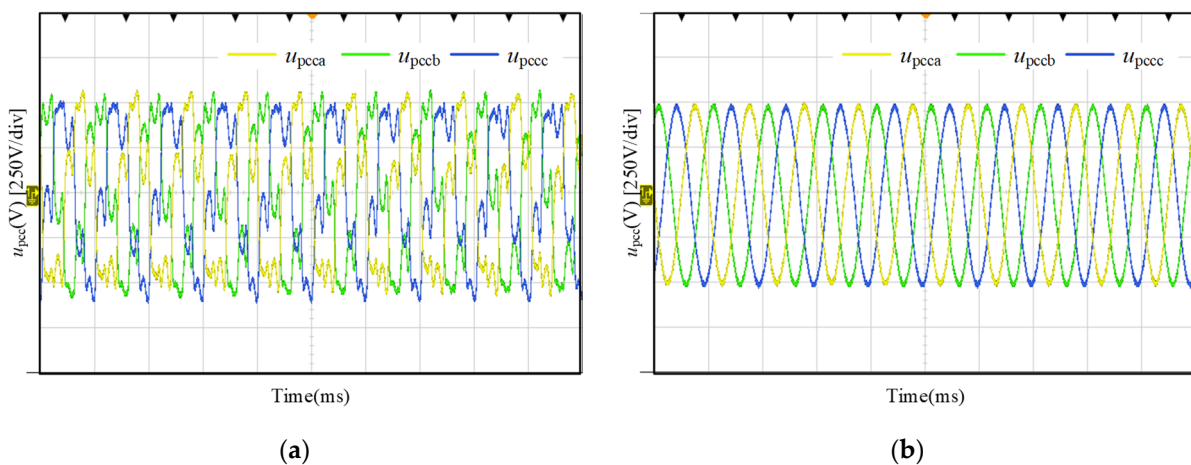 u_pcca u_pccb u_pccc
u_pcc(V) [250V/div]
Time(ms)
(a)
u_pcca u_pccb u_pccc
u_pcc(V) [250V/div]
Time(ms)
(b)